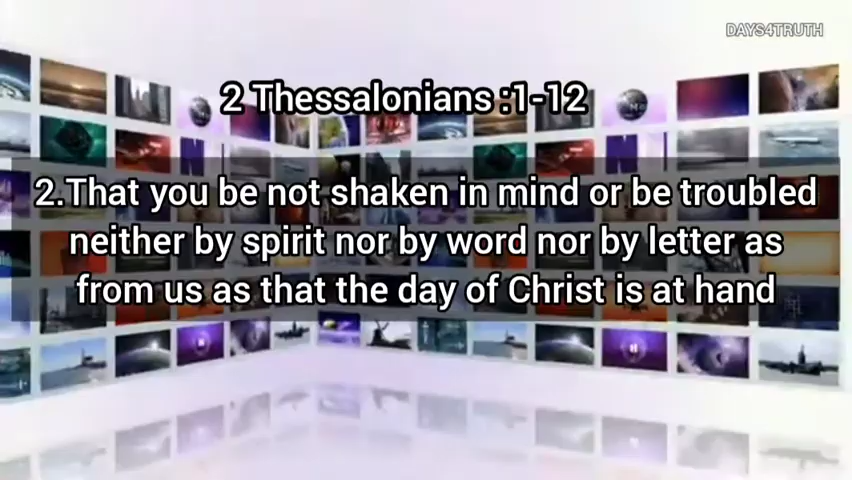 DAYS4TRUTH
2 Thessalonians :1-12
2.That you be not shaken in mind or be troubled
neither by spirit nor by word nor by letter as
from us as that the day of Christ is at hand